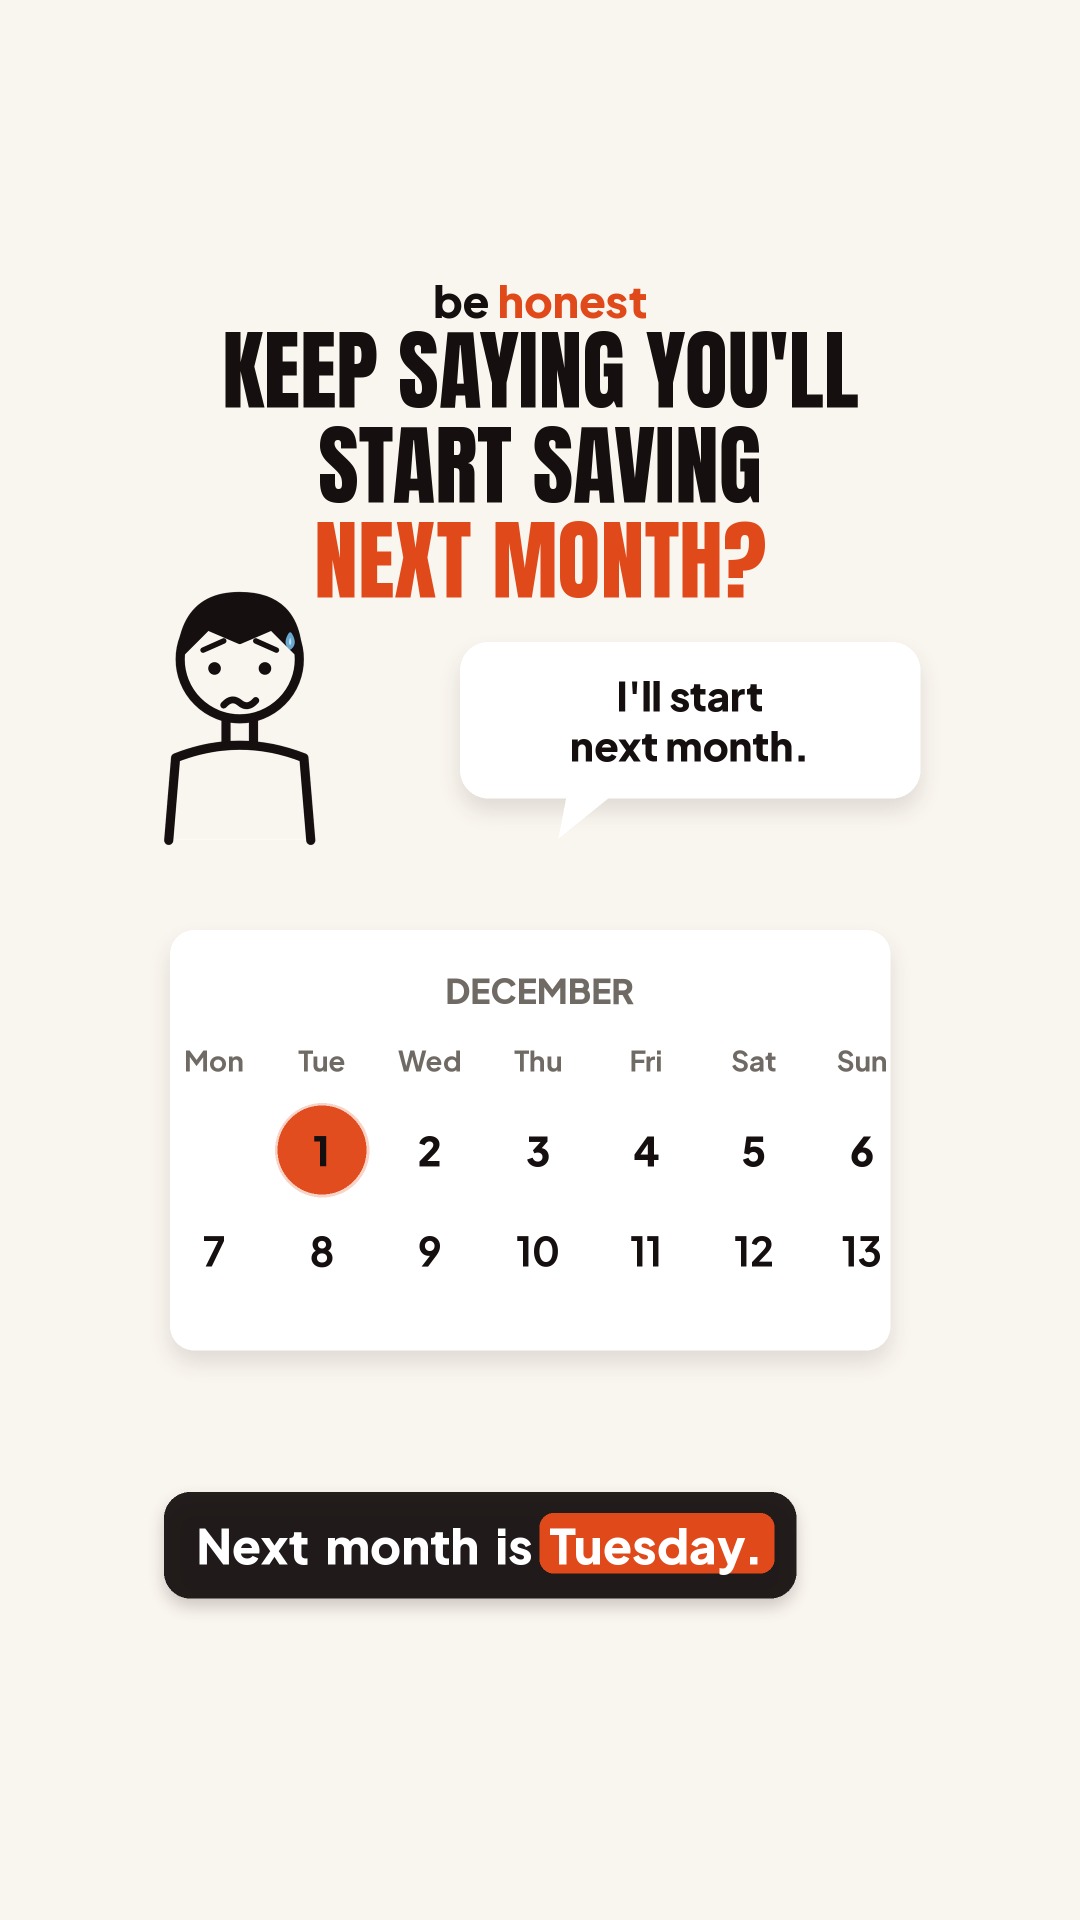 be honest
KEEP SAYING YOU'LL
START SAVING
NEXT MONTH?
I'll start
next month.
DECEMBER
Mon Tue Wed Thu Fri Sat Sun
1 2 3 4 5 6
7 8 9 10 11 12 13
Next month is Tuesday.